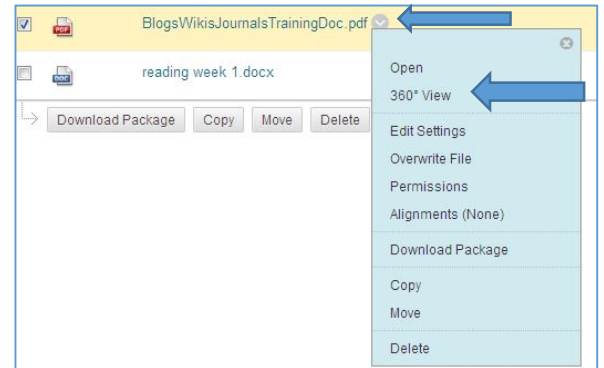 BlogsWikisJournalsTrainingDoc.pdf
reading week 1.docx
Download Package Copy Move Delete
Open
360° View
Edit Settings
Overwrite File
Permissions
Alignments (None)
Download Package
Copy
Move
Delete